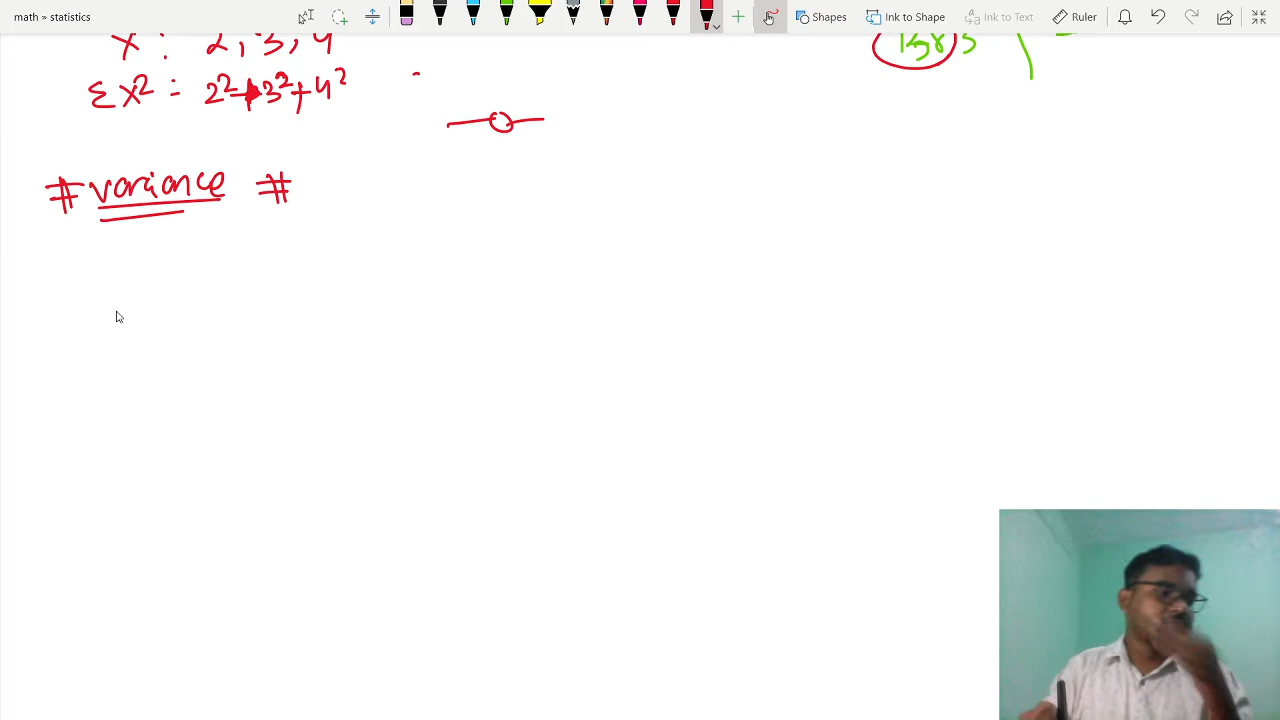 math » statistics
Shapes
Ink to Shape
Ink to Text
Ruler
x : 2, 3, 4
Σx² = 2²+3²+4²
# variance #